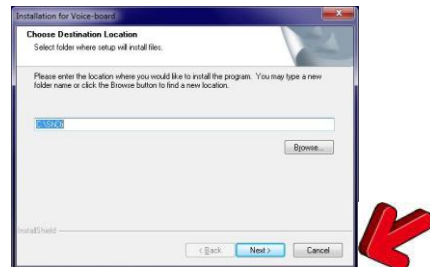 Installation for Voice-board
Choose Destination Location
Select folder where setup will install files.
Please enter the location where you would like to install the program. You may type a new
folder name or click the Browse button to find a new location.
Browse...
InstallShield
< Back
Next >
Cancel